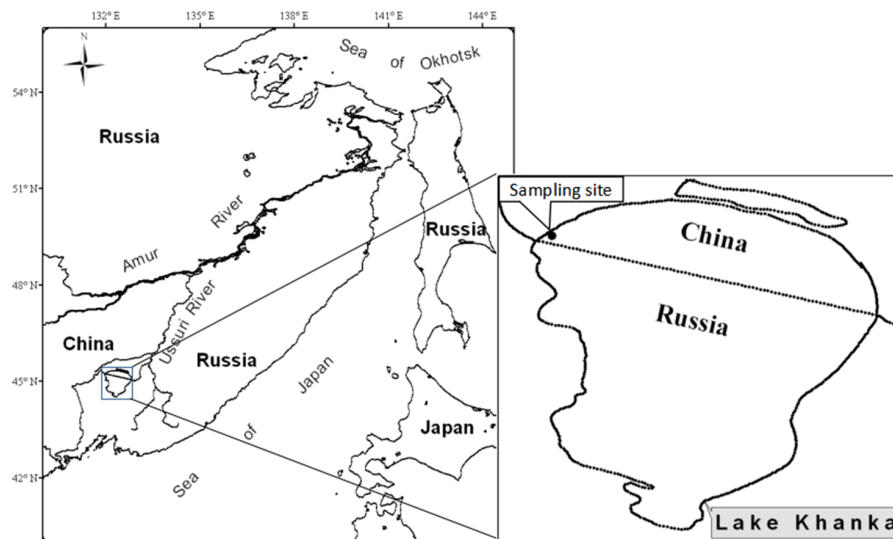 132°E 135°E 138°E 141°E 144°E
N
54°N
51°N
48°N
45°N
42°N
Sea of Okhotsk
Russia
Amur River
Russia
China
Ussuri River
Russia
Sea of Japan
Japan
Sampling site
China
Russia
Lake Khanka